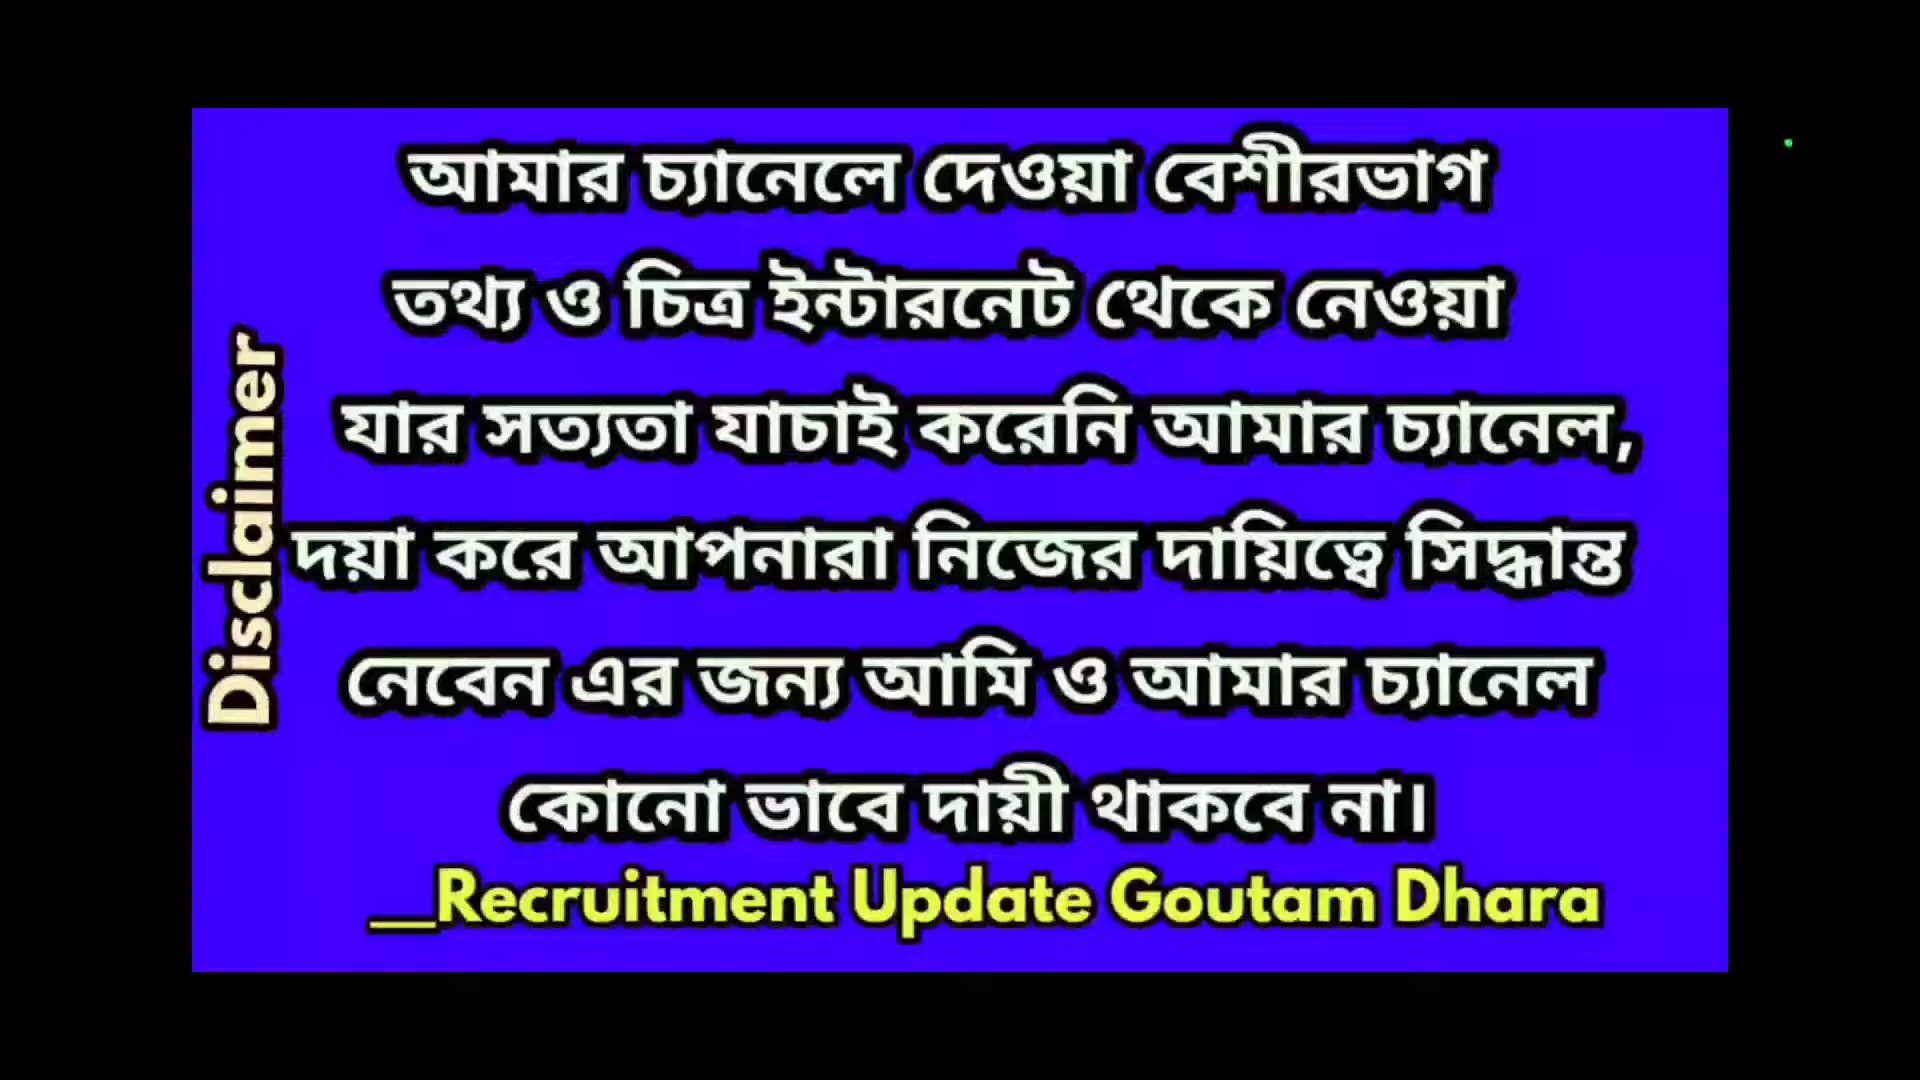 আমার চ্যানেলে দেওয়া বেশীরভাগ
তথ্য ও চিত্র ইন্টারনেট থেকে নেওয়া
যার সত্যতা যাচাই করেনি আমার চ্যানেল,
দয়া করে আপনারা নিজের দায়িত্বে সিদ্ধান্ত
নেবেন এর জন্য আমি ও আমার চ্যানেল
কোনো ভাবে দায়ী থাকবে না।
__Recruitment Update Goutam Dhara
Disclaimer